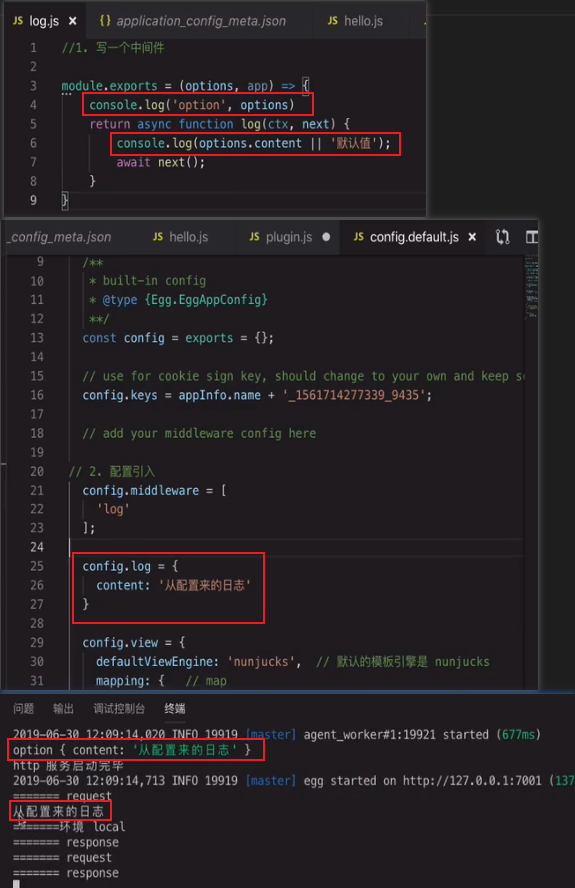 JS log.js × {} application_config_meta.json JS hello.js
1 //1. 写一个中间件
2
3 module.exports = (options, app) => {
4 console.log('option', options)
5 return async function log(ctx, next) {
6 console.log(options.content || '默认值');
7 await next();
8 }
9 }
_config_meta.json JS hello.js JS plugin.js ● JS config.default.js ×
9 /**
10 * built-in config
11 * @type {Egg.EggAppConfig}
12 **/
13 const config = exports = {};
14
15 // use for cookie sign key, should change to your own and keep se
16 config.keys = appInfo.name + '_1561714277339_9435';
17
18 // add your middleware config here
19
20 // 2. 配置引入
21 config.middleware = [
22 'log'
23 ];
24
25 config.log = {
26 content: '从配置来的日志'
27 }
28
29 config.view = {
30 defaultViewEngine: 'nunjucks', // 默认的模板引擎是 nunjucks
31 mapping: { // map
问题 输出 调试控制台 终端
2019-06-30 12:09:14,020 INFO 19919 [master] agent_worker#1:19921 started (677ms)
option { content: '从配置来的日志' }
http 服务启动完毕
2019-06-30 12:09:14,713 INFO 19919 [master] egg started on http://127.0.0.1:7001 (137
======= request
从配置来的日志
=======环境 local
======= response
======= request
======= response